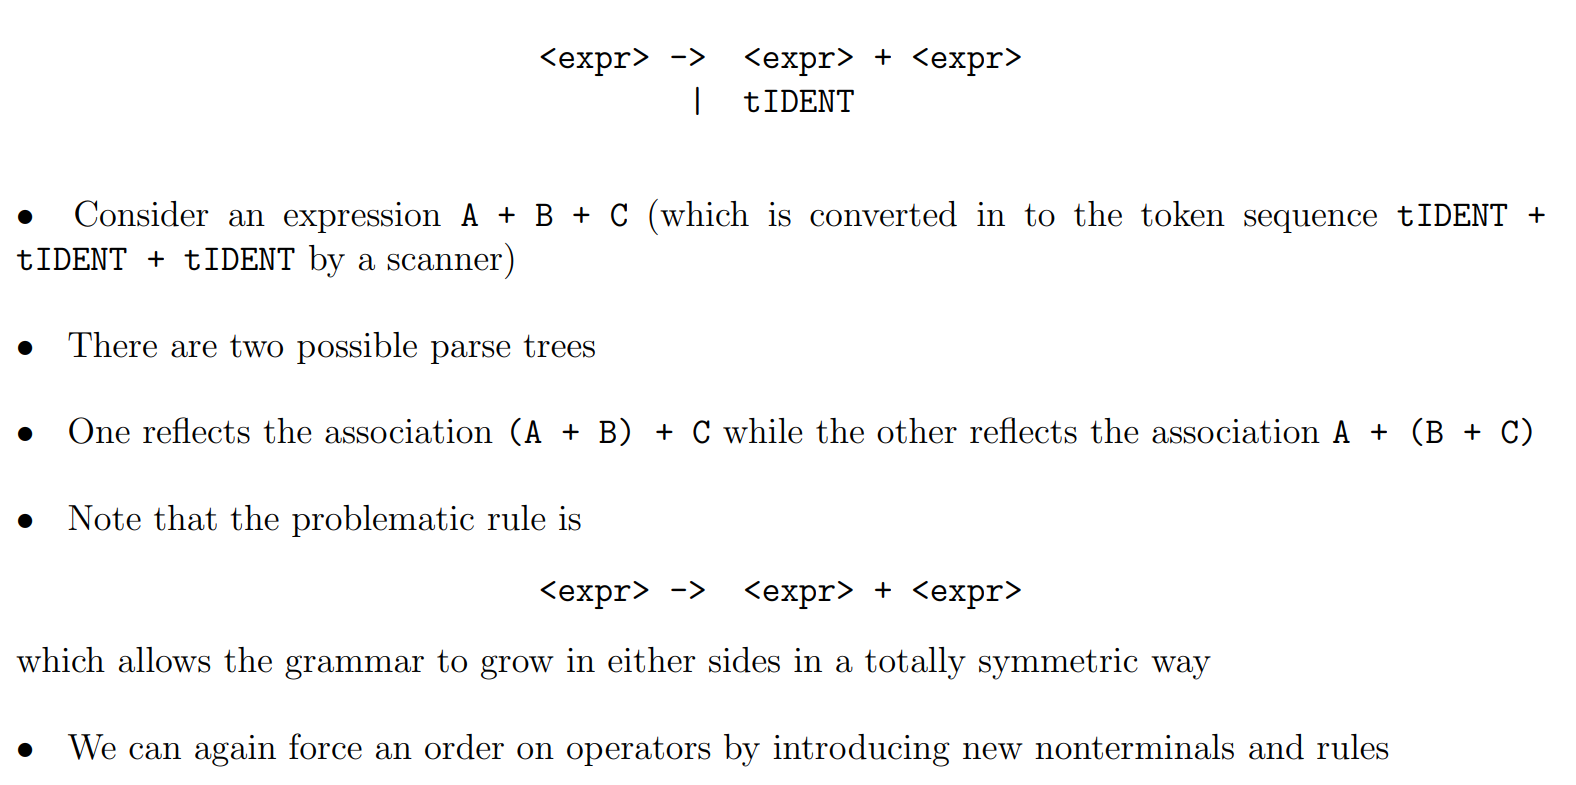 <expr> -> <expr> + <expr>
| tIDENT
• Consider an expression A + B + C (which is converted in to the token sequence tIDENT +
tIDENT + tIDENT by a scanner)
• There are two possible parse trees
• One reflects the association (A + B) + C while the other reflects the association A + (B + C)
• Note that the problematic rule is
<expr> -> <expr> + <expr>
which allows the grammar to grow in either sides in a totally symmetric way
• We can again force an order on operators by introducing new nonterminals and rules